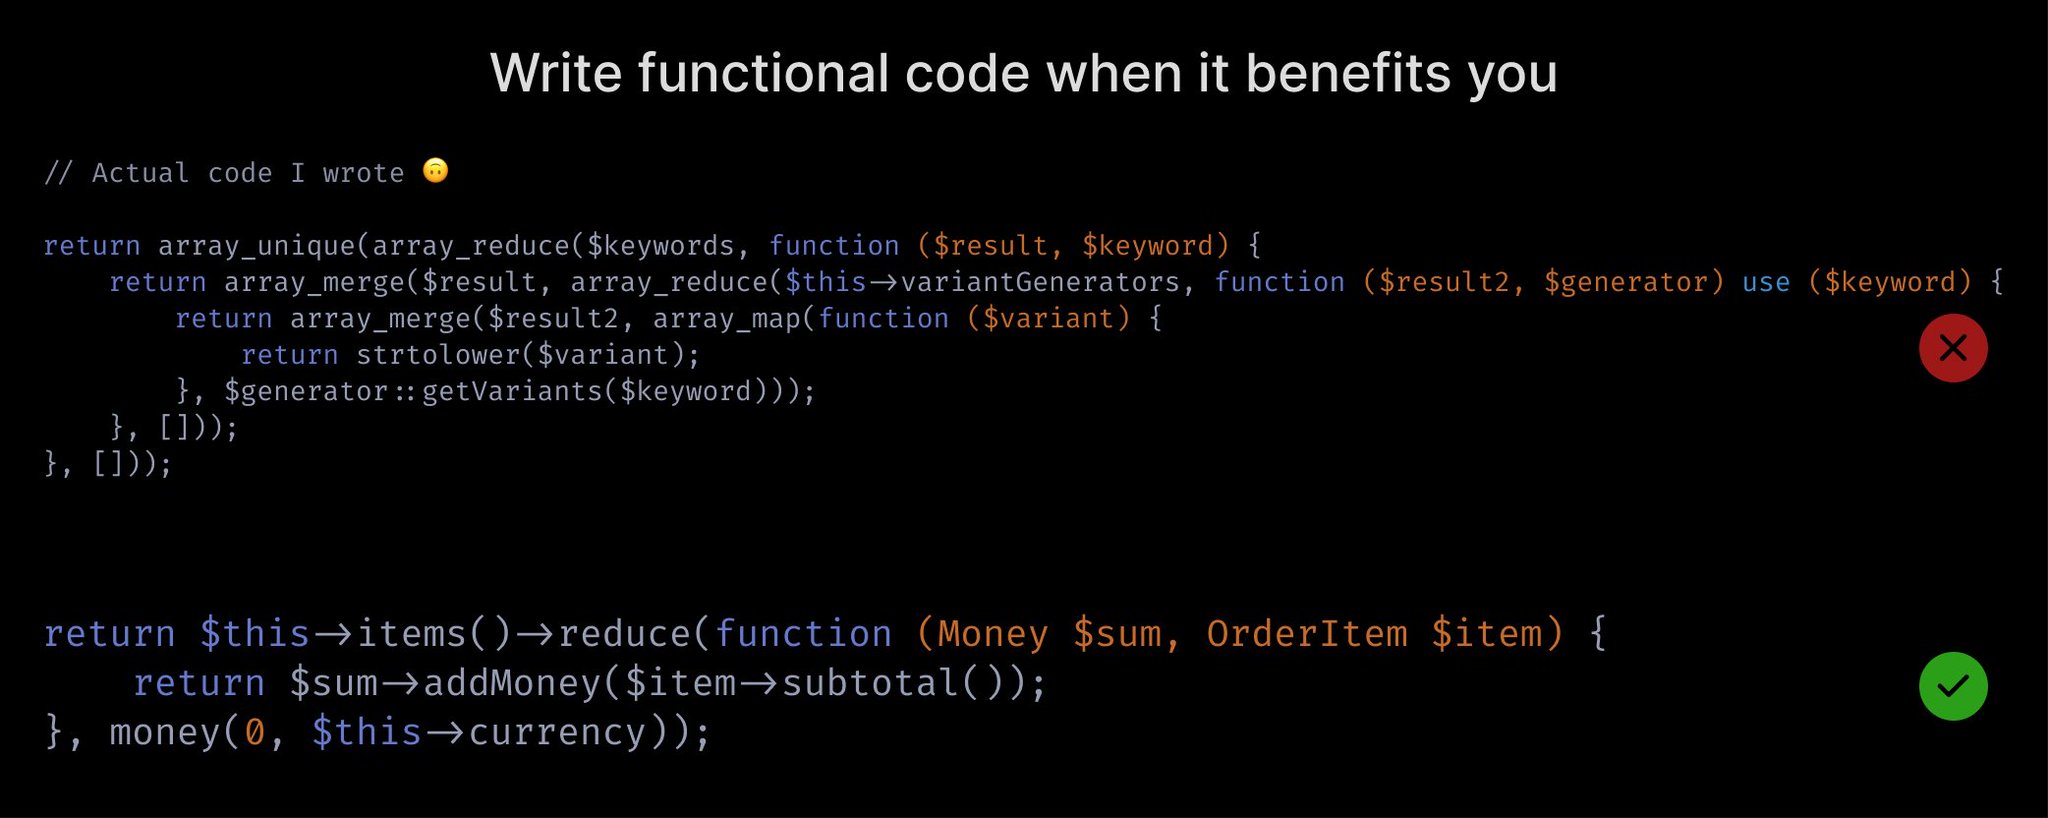 Write functional code when it benefits you
// Actual code I wrote 🙃
return array_unique(array_reduce($keywords, function ($result, $keyword) {
    return array_merge($result, array_reduce($this->variantGenerators, function ($result2, $generator) use ($keyword) {
        return array_merge($result2, array_map(function ($variant) {
            return strtolower($variant);
        }, $generator::getVariants($keyword)));
    }, []));
}, []));
return $this->items()->reduce(function (Money $sum, OrderItem $item) {
    return $sum->addMoney($item->subtotal());
}, money(0, $this->currency));